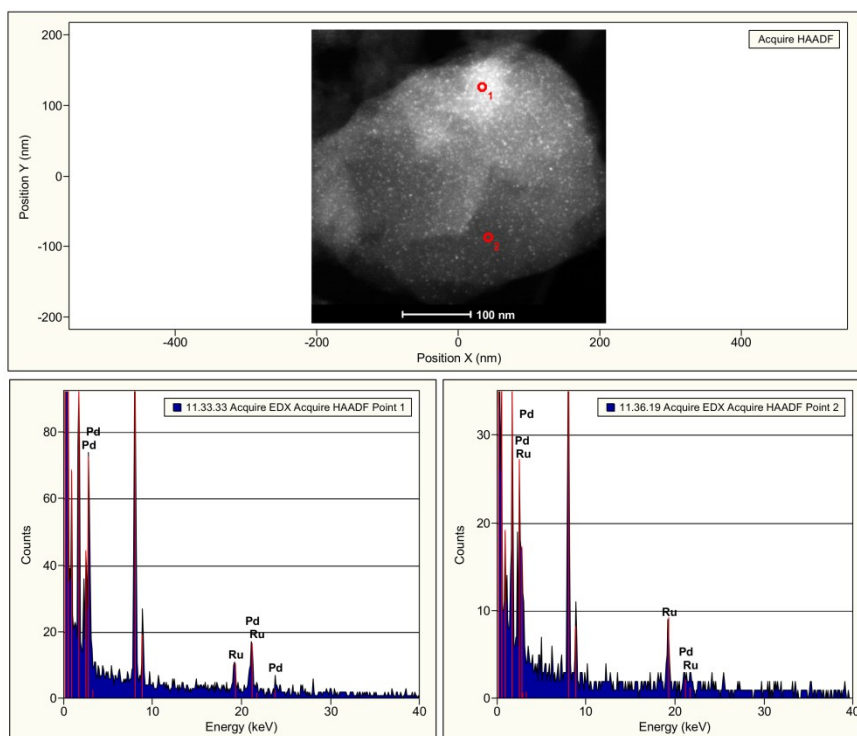 200
100
0
-100
-200
Position Y (nm)
Acquire HAADF
1
2
100 nm
-400
-200
0
200
400
Position X (nm)
11.33.33 Acquire EDX Acquire HAADF Point 1
80
60
40
20
0
Counts
Pd
Pd
Ru
Pd
Ru
Pd
0
10
20
30
40
Energy (keV)
11.36.19 Acquire EDX Acquire HAADF Point 2
30
20
10
0
Counts
Pd
Pd
Ru
Ru
Pd
Ru
0
10
20
30
40
Energy (keV)